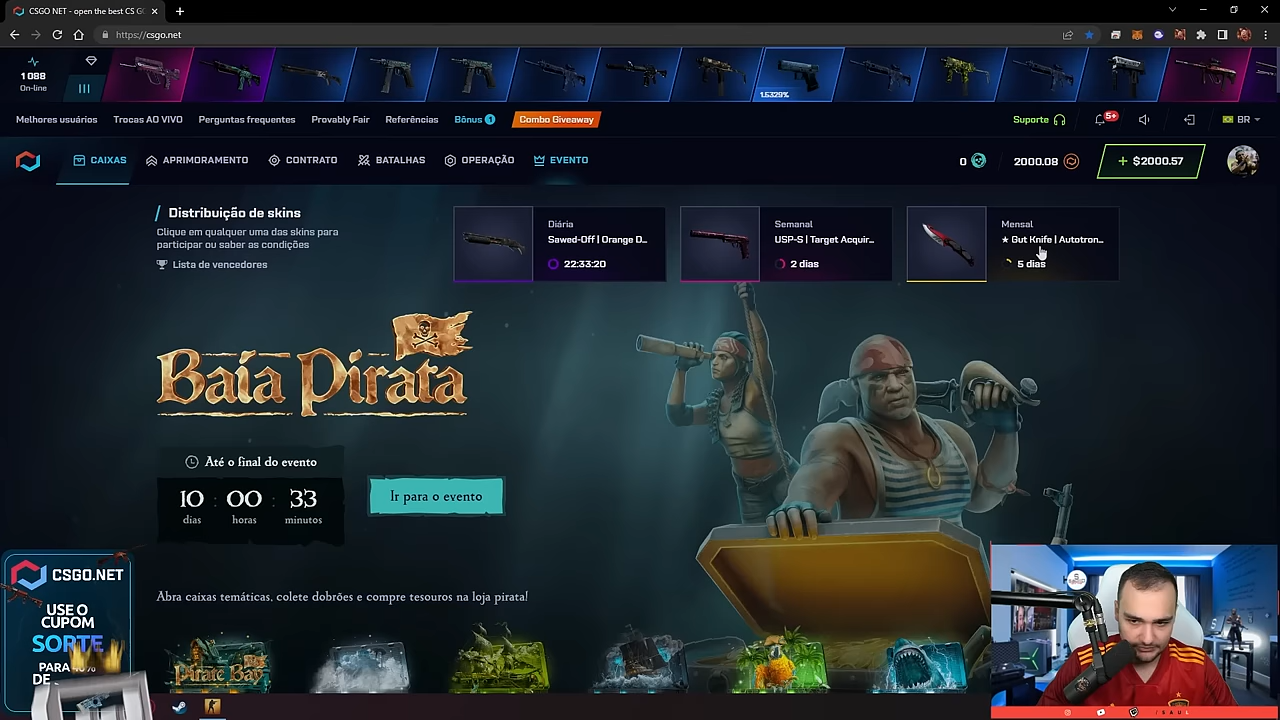 CSGO NET - open the best CS G
https://csgo.net
1 088
On-line
1.5329%
Melhores usuários
Trocas AO VIVO
Perguntas frequentes
Provably Fair
Referências
Bônus
Combo Giveaway
Suporte
5+
BR
CAIXAS
APRIMORAMENTO
CONTRATO
BATALHAS
OPERAÇÃO
EVENTO
0
2000.08
+ $2000.57
Distribuição de skins
Clique em qualquer uma das skins para
participar ou saber as condições
Lista de vencedores
Diária
Sawed-Off | Orange D...
22:33:20
Semanal
USP-S | Target Acquir...
2 dias
Mensal
★ Gut Knife | Autotron...
5 dias
Baía Pirata
Até o final do evento
10 : 00 : 33
dias horas minutos
Ir para o evento
Abra caixas temáticas, colete dobrões e compre tesouros na loja pirata!
Pirate Bay
CSGO.NET
USE O
CUPOM
SORTE
PARA
DE